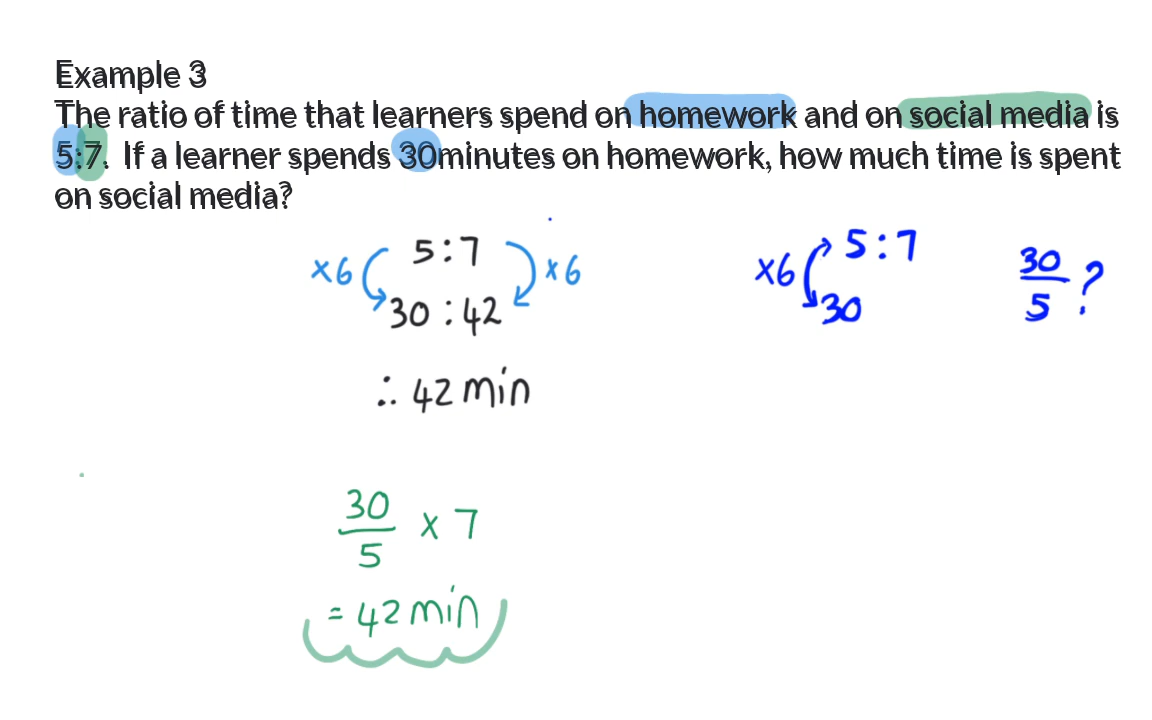 Example 3
The ratio of time that learners spend on homework and on social media is
5:7. If a learner spends 30minutes on homework, how much time is spent
on social media?
×6 5:7 ×6
30:42
∴ 42 min
30/5 × 7
= 42 min
×6 5:7
30
30/5 ?